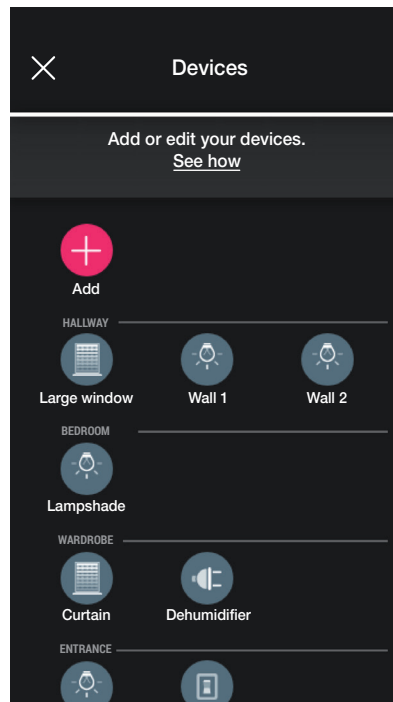 Devices
Add or edit your devices.
See how
Add
HALLWAY
Large window
Wall 1
Wall 2
BEDROOM
Lampshade
WARDROBE
Curtain
Dehumidifier
ENTRANCE